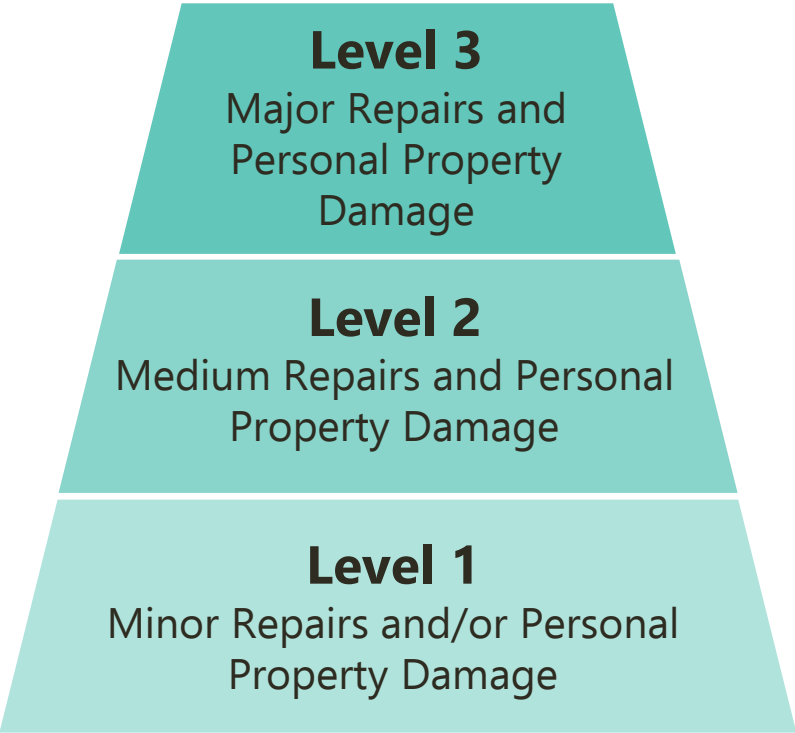 Level 3
Major Repairs and
Personal Property
Damage
Level 2
Medium Repairs and Personal
Property Damage
Level 1
Minor Repairs and/or Personal
Property Damage